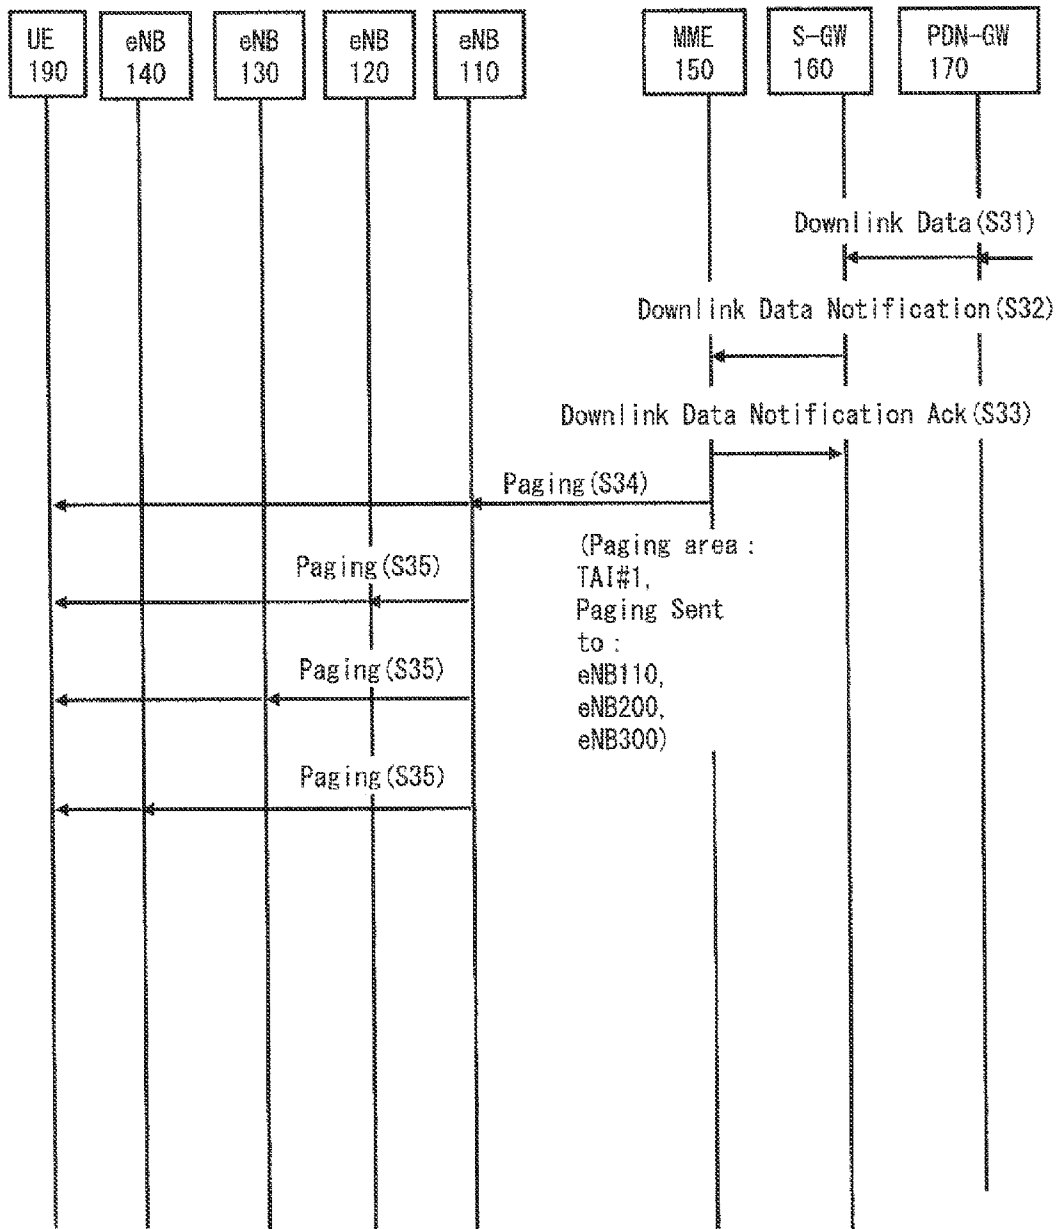 UE
190
eNB
140
eNB
130
eNB
120
eNB
110
MME
150
S-GW
160
PDN-GW
170
Downlink Data(S31)
Downlink Data Notification(S32)
Downlink Data Notification Ack(S33)
Paging(S34)
(Paging area:
TAI#1,
Paging Sent
to:
eNB110,
eNB200,
eNB300)
Paging(S35)
Paging(S35)
Paging(S35)